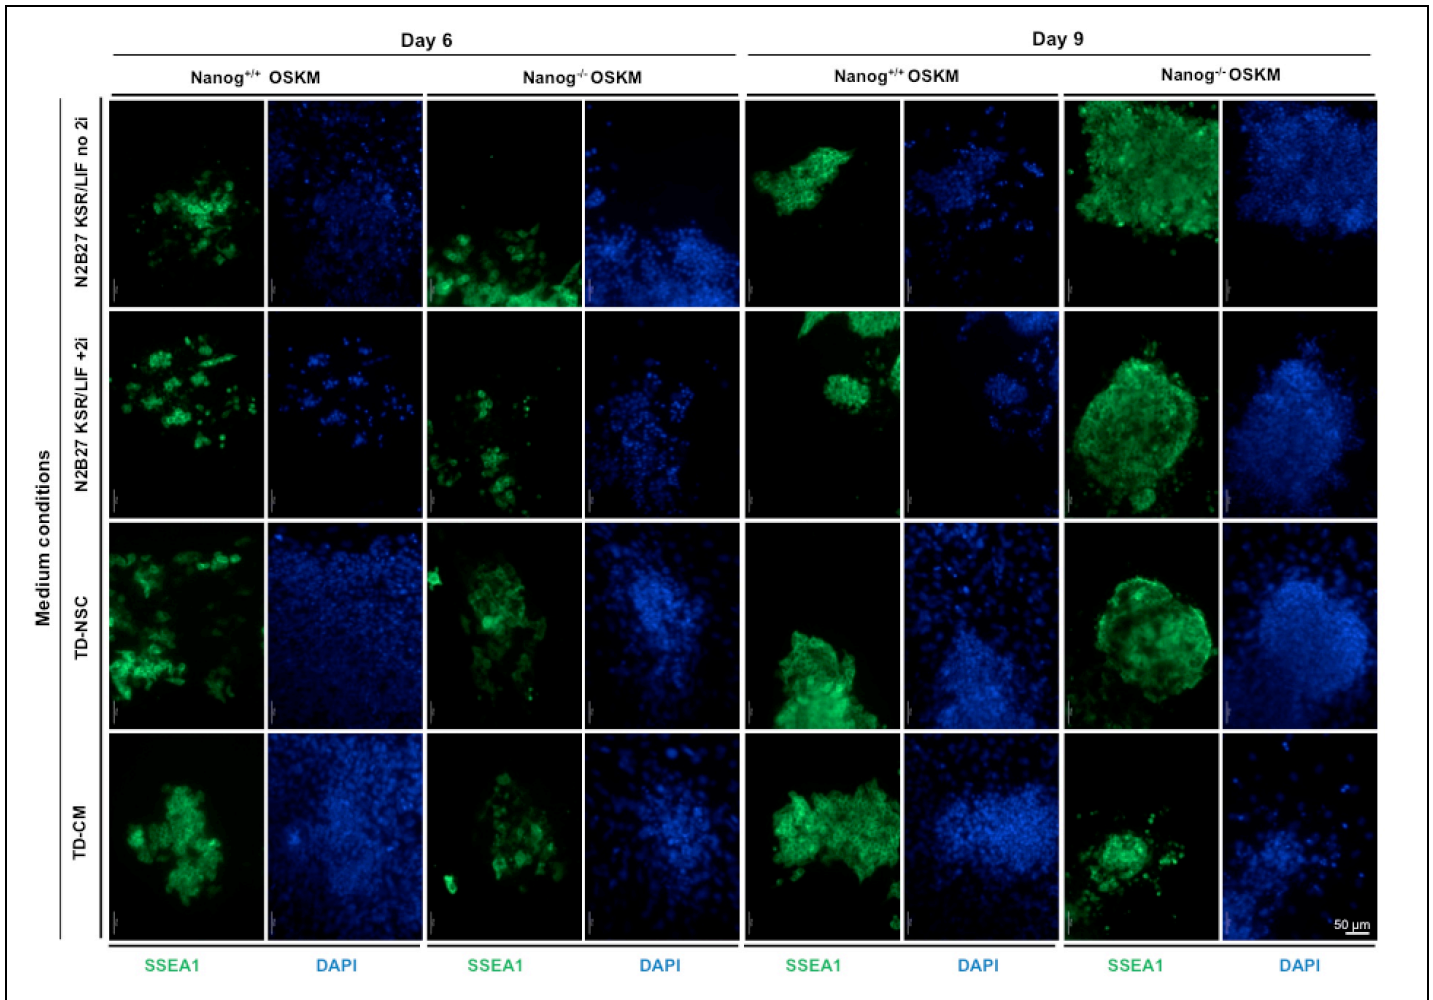 Day 6
Day 9
Nanog+/+ OSKM
Nanog-/- OSKM
Nanog+/+ OSKM
Nanog-/- OSKM
Medium conditions
N2B27 KSR/LIF no 2i
N2B27 KSR/LIF +2i
TD-NSC
TD-CM
50 µm
SSEA1
DAPI
SSEA1
DAPI
SSEA1
DAPI
SSEA1
DAPI